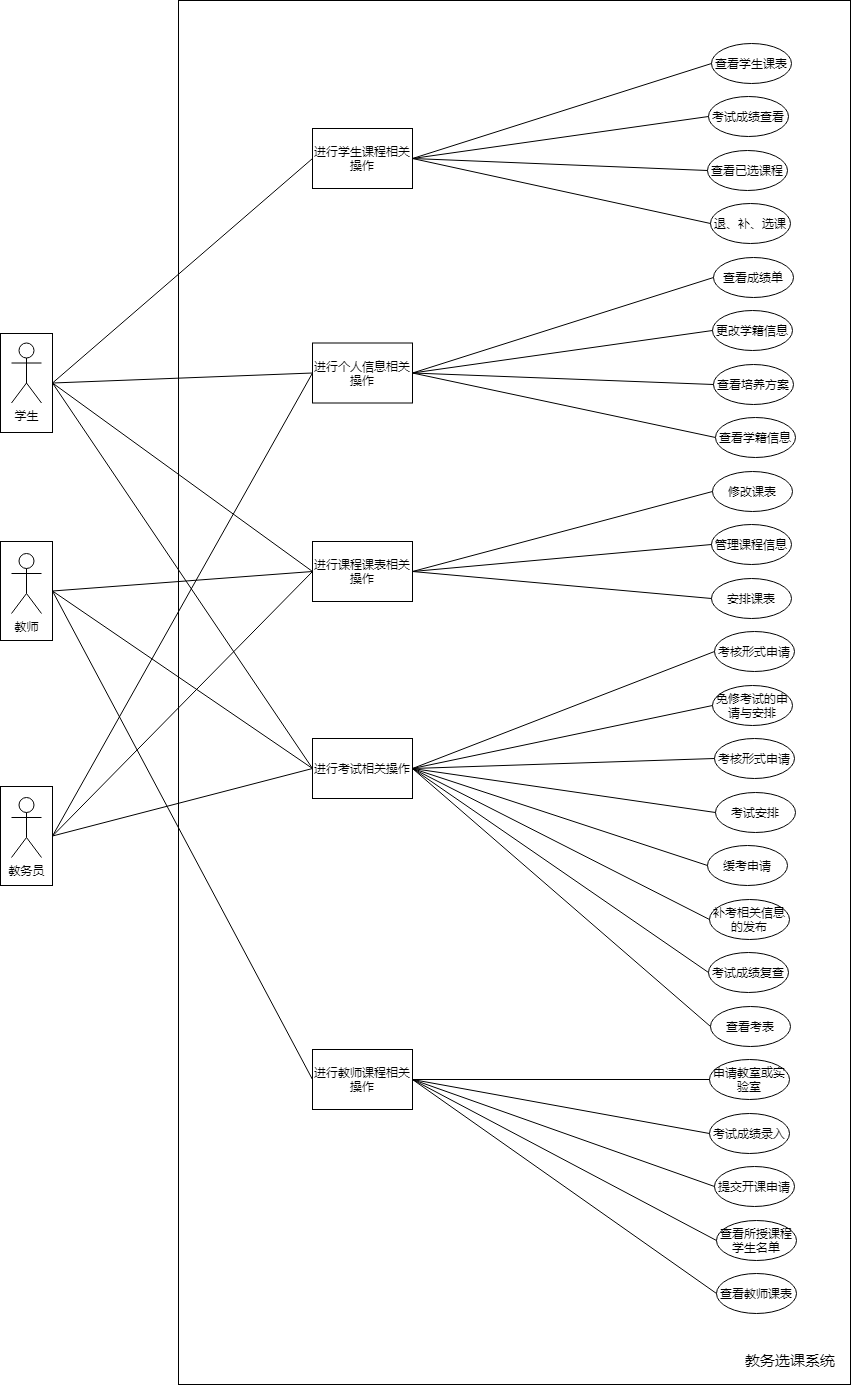 查看学生课表
考试成绩查看
进行学生课程相关
操作
查看已选课程
退、补、选课
查看成绩单
更改学籍信息
进行个人信息相关
操作
查看培养方案
学生
查看学籍信息
修改课表
管理课程信息
进行课程课表相关
操作
安排课表
教师
考核形式申请
免修考试的申
请与安排
考核形式申请
进行考试相关操作
考试安排
缓考申请
教务员
补考相关信息
的发布
考试成绩复查
查看考表
进行教师课程相关
操作
申请教室或实
验室
考试成绩录入
提交开课申请
查看所授课程
学生名单
查看教师课表
教务选课系统